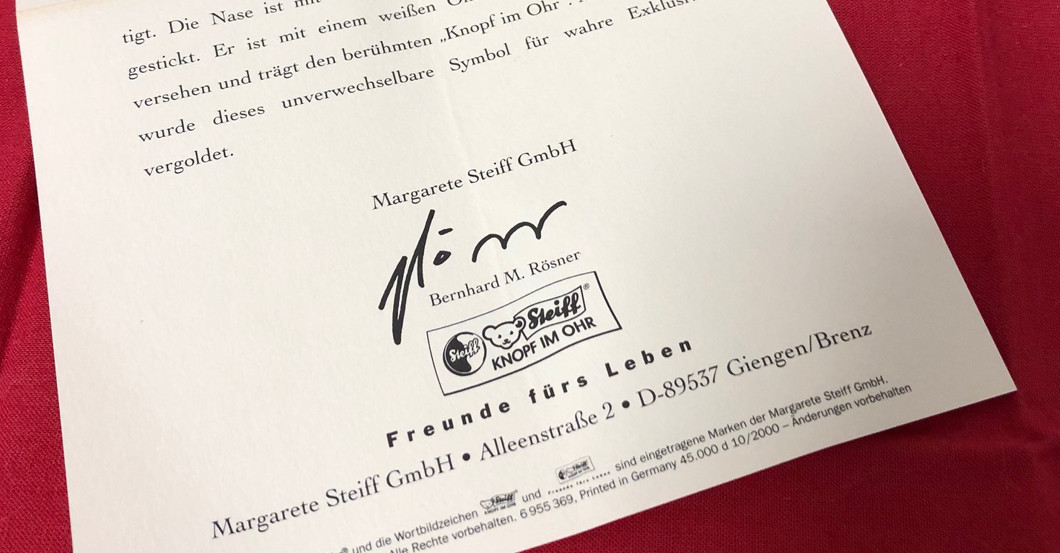 tigt. Die Nase ist
gestickt. Er ist mit einem weißen
versehen und trägt den berühmten „Knopf im Ohr".
wurde dieses unverwechselbare Symbol für wahre
vergoldet.
Margarete Steiff GmbH
Bernhard M. Rösner
Steiff Steiff®
KNOPF IM OHR
Freunde fürs Leben
Margarete Steiff GmbH • Alleenstraße 2 • D-89537 Giengen/Brenz
® und die Wortbildzeichen und sind eingetragene Marken der Margarete Steiff GmbH.
Alle Rechte vorbehalten. 6 955 369, Printed in Germany 45.000 d 10/2000 – Änderungen vorbehalten